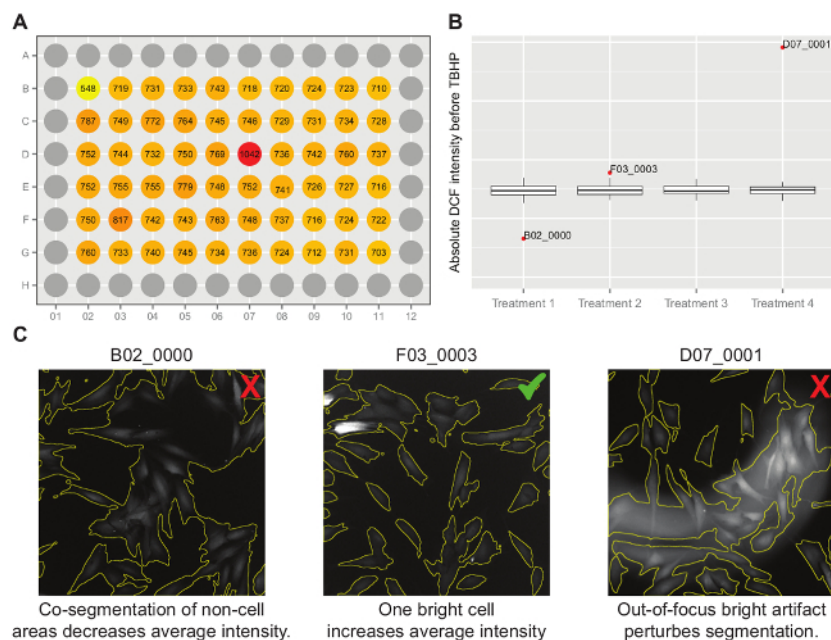 A
A
B 548 719 731 733 743 718 720 724 723 710
C 787 749 772 764 745 746 729 731 734 728
D 752 744 732 750 769 1042 736 742 760 737
E 752 755 755 779 748 752 741 726 727 716
F 750 817 742 743 763 748 737 716 724 722
G 760 733 740 745 734 736 724 712 731 703
H
01 02 03 04 05 06 07 08 09 10 11 12
B
Absolute DCF intensity before TBHP
D07_0001
F03_0003
B02_0000
Treatment 1 Treatment 2 Treatment 3 Treatment 4
C
B02_0000 F03_0003 D07_0001
X X
Co-segmentation of non-cell
areas decreases average intensity.
One bright cell
increases average intensity
Out-of-focus bright artifact
perturbes segmentation.